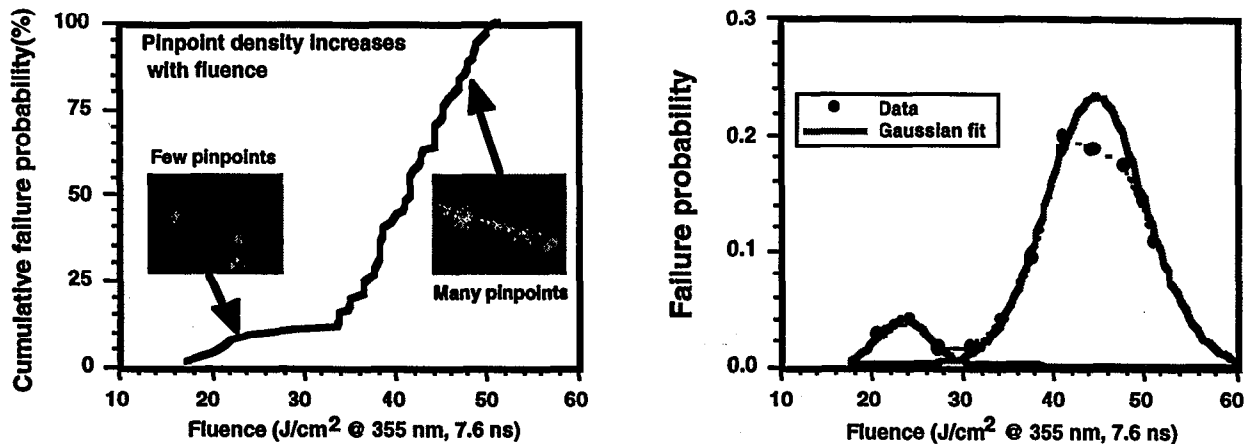 Cumulative failure probability(%)
100
75
50
25
0
Pinpoint density increases
with fluence
Few pinpoints
Many pinpoints
10 20 30 40 50 60
Fluence (J/cm² @ 355 nm, 7.6 ns)
Failure probability
0.3
0.2
0.1
0.0
Data
Gaussian fit
10 20 30 40 50 60
Fluence (J/cm² @ 355 nm, 7.6 ns)